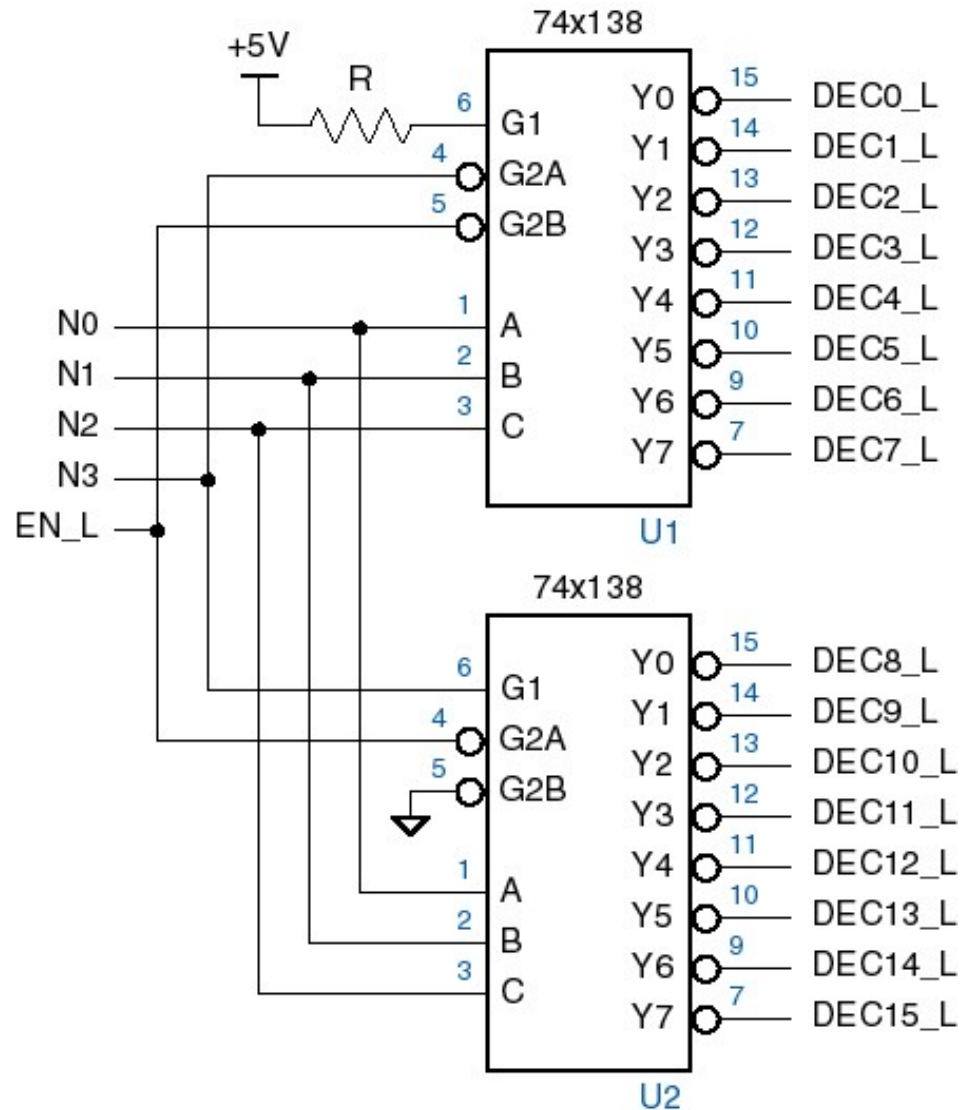 74x138
+5V
R
6
G1
4
G2A
5
G2B
N0
1
A
N1
2
B
N2
3
C
N3
EN_L
Y0
15
DEC0_L
Y1
14
DEC1_L
Y2
13
DEC2_L
Y3
12
DEC3_L
Y4
11
DEC4_L
Y5
10
DEC5_L
Y6
9
DEC6_L
Y7
7
DEC7_L
U1
74x138
6
G1
4
G2A
5
G2B
1
A
2
B
3
C
Y0
15
DEC8_L
Y1
14
DEC9_L
Y2
13
DEC10_L
Y3
12
DEC11_L
Y4
11
DEC12_L
Y5
10
DEC13_L
Y6
9
DEC14_L
Y7
7
DEC15_L
U2